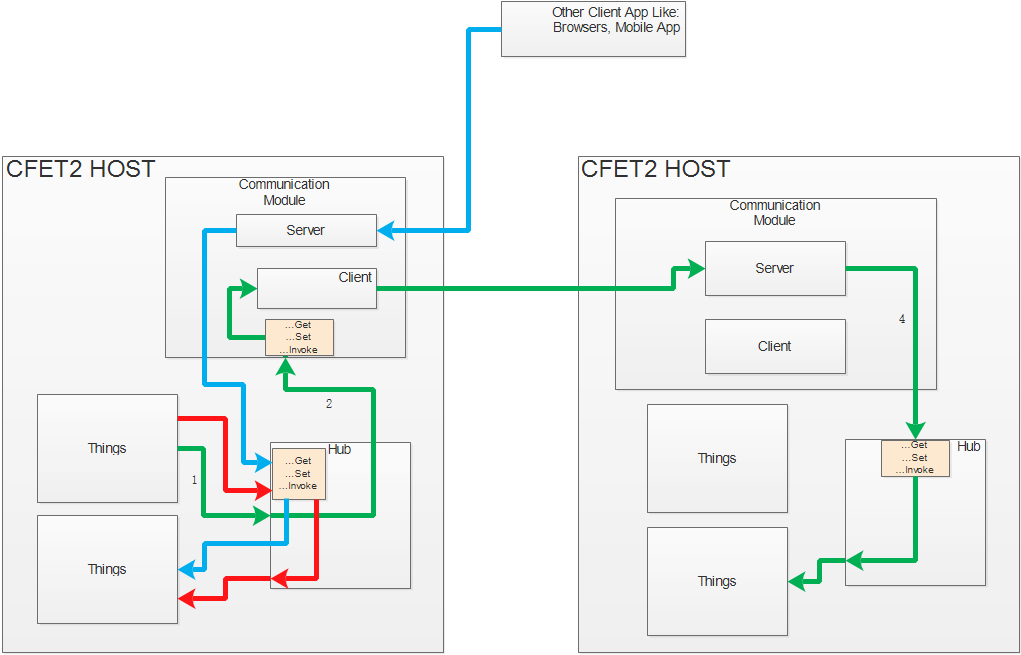 Other Client App Like:
Browsers, Mobile App
CFET2 HOST
Communication
Module
Server
Client
...Get
...Set
...Invoke
2
Things
1
Hub
...Get
...Set
...Invoke
Things
CFET2 HOST
Communication
Module
Server
4
Client
Things
Hub
...Get
...Set
...Invoke
Things